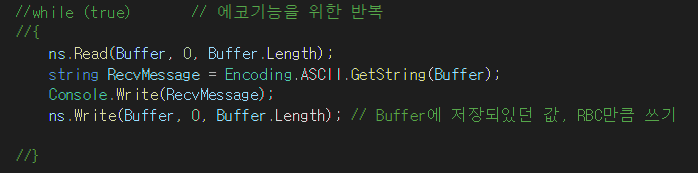 //while (true) // 에코기능을 위한 반복
//{
ns.Read(Buffer, 0, Buffer.Length);
string RecvMessage = Encoding.ASCII.GetString(Buffer);
Console.Write(RecvMessage);
ns.Write(Buffer, 0, Buffer.Length); // Buffer에 저장되있던 값, RBC만큼 쓰기
//}